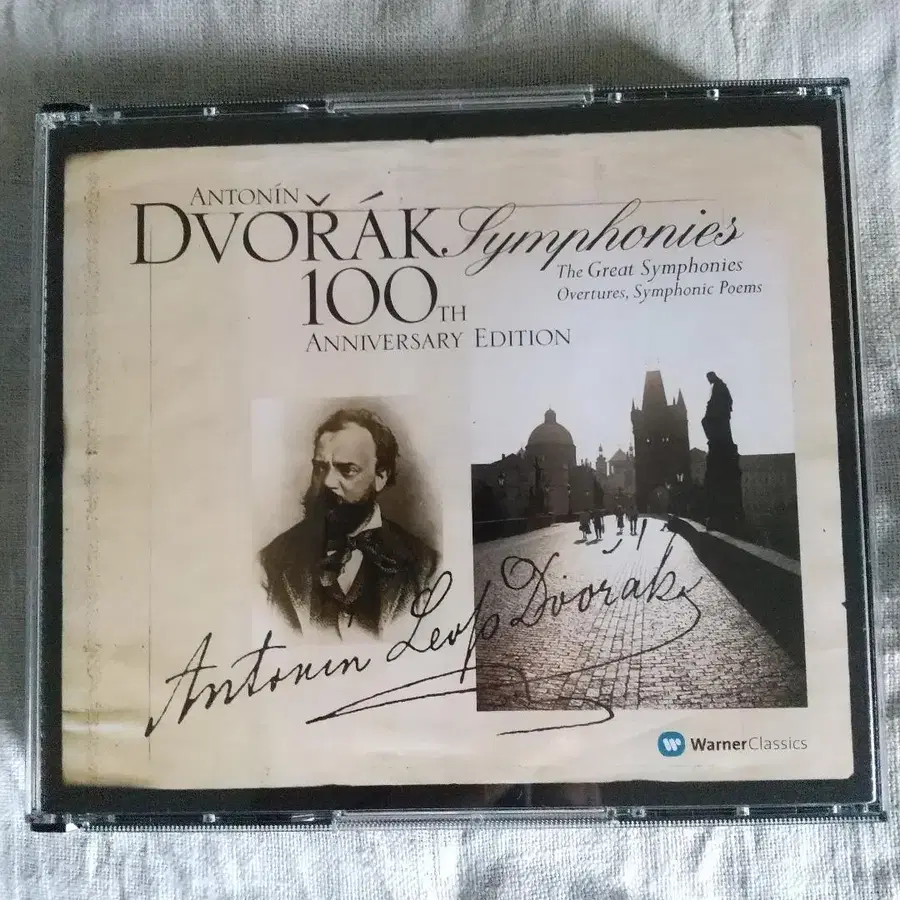 ANTONÍN
DVOŘÁK Symphonies
The Great Symphonies
Overtures, Symphonic Poems
100TH
ANNIVERSARY EDITION
Antonín Leop Dvořák
WarnerClassics